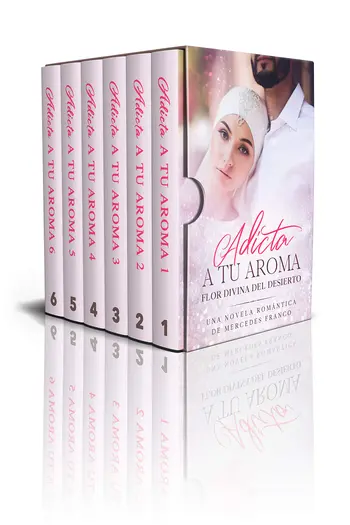 Adicta
A TU AROMA
FLOR DIVINA DEL DESIERTO
UNA NOVELA ROMÁNTICA
DE MERCEDES FRANCO
Adicta A TU AROMA 6
6
Adicta A TU AROMA 5
5
Adicta A TU AROMA 4
4
Adicta A TU AROMA 3
3
Adicta A TU AROMA 2
2
Adicta A TU AROMA 1
1